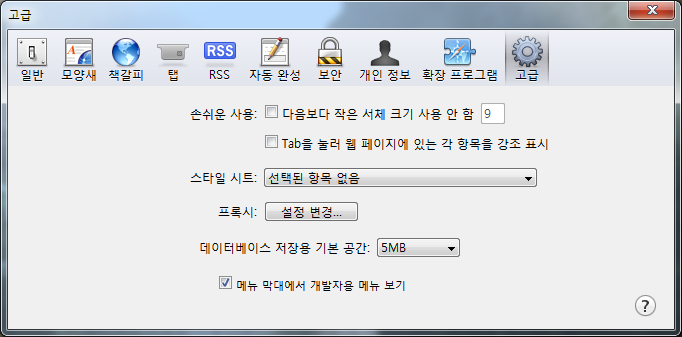 고급
일반 모양새 책갈피 탭 RSS 자동 완성 보안 개인 정보 확장 프로그램 고급
RSS
손쉬운 사용: 다음보다 작은 서체 크기 사용 안 함 9
Tab을 눌러 웹 페이지에 있는 각 항목을 강조 표시
스타일 시트: 선택된 항목 없음
프록시: 설정 변경...
데이터베이스 저장용 기본 공간: 5MB
메뉴 막대에서 개발자용 메뉴 보기
?